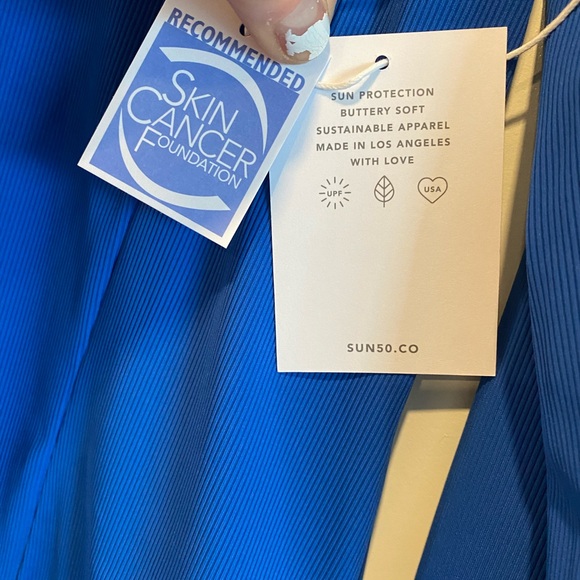 RECOMMENDED
SKIN
CANCER
FOUNDATION
SUN PROTECTION
BUTTERY SOFT
SUSTAINABLE APPAREL
MADE IN LOS ANGELES
WITH LOVE
UPF USA
SUN50.CO